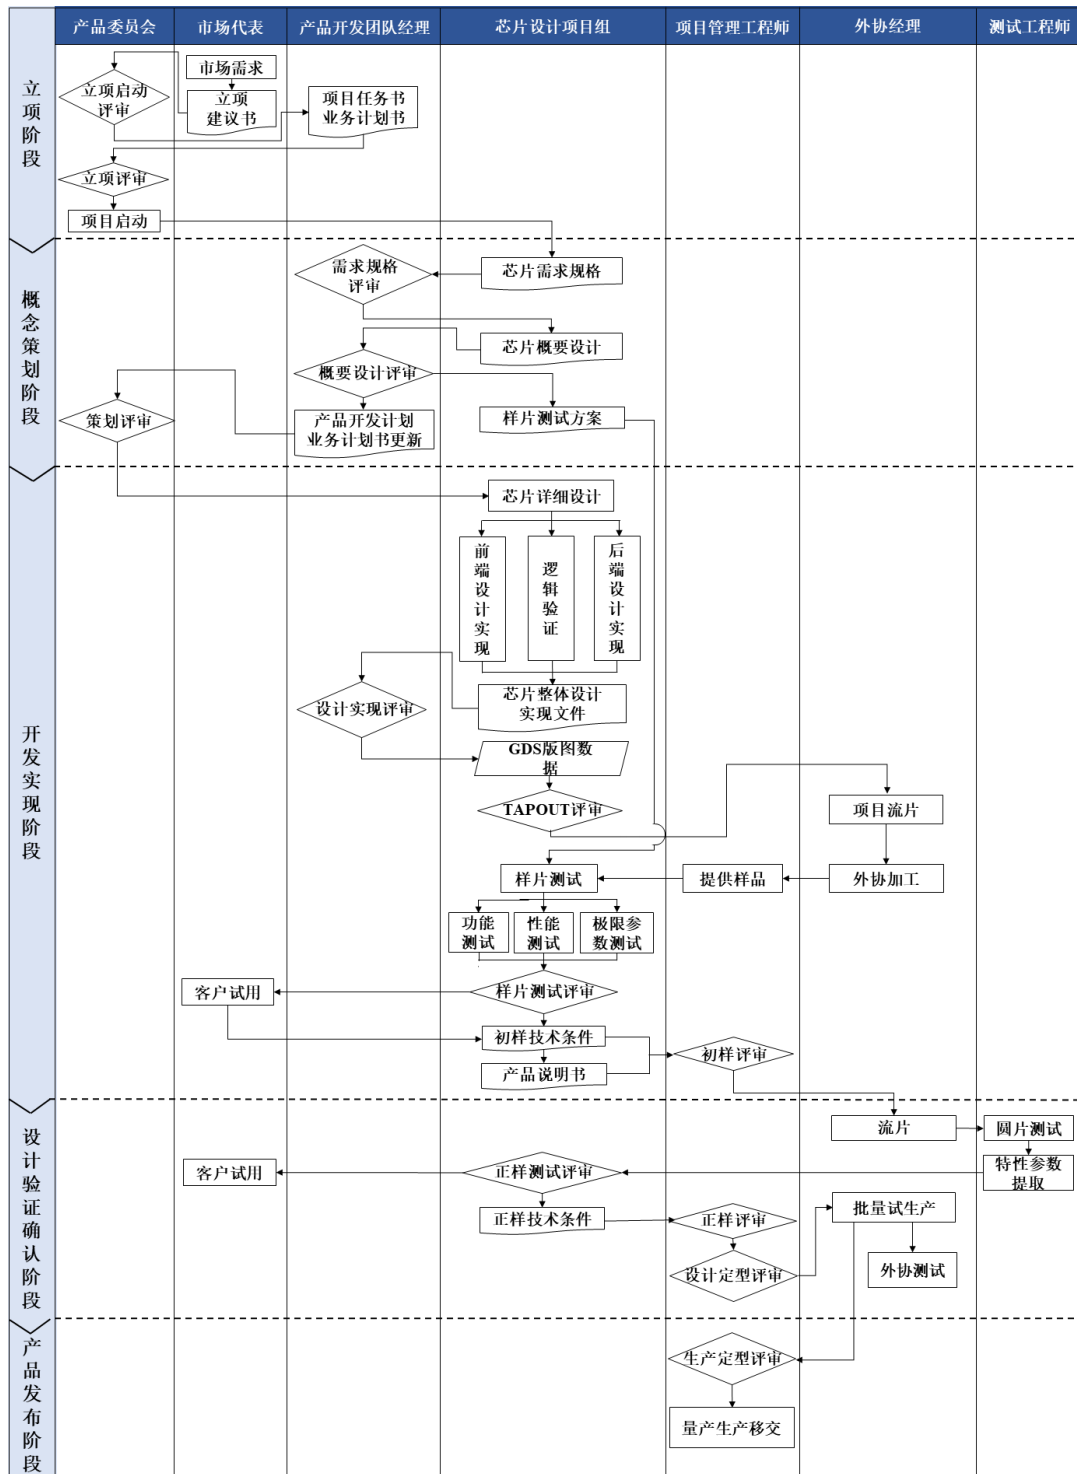 产品委员会 市场代表 产品开发团队经理 芯片设计项目组 项目管理工程师 外协经理 测试工程师
立项阶段
市场需求
立项启动
评审
立项
建议书
项目任务书
业务计划书
立项评审
项目启动
概念策划阶段
需求规格
评审
芯片需求规格
芯片概要设计
概要设计评审
策划评审
产品开发计划
业务计划书更新
样片测试方案
开发实现阶段
芯片详细设计
前端设计实现
逻辑验证
后端设计实现
设计实现评审
芯片整体设计
实现文件
GDS版图数
据
TAPOUT评审
项目流片
样片测试
提供样品
外协加工
功能
测试
性能
测试
极限参
数测试
客户试用
样片测试评审
初样技术条件
产品说明书
初样评审
设计验证确认阶段
流片
圆片测试
客户试用
正样测试评审
特性参数
提取
正样技术条件
正样评审
批量试生产
设计定型评审
外协测试
产品发布阶段
生产定型评审
量产生产移交